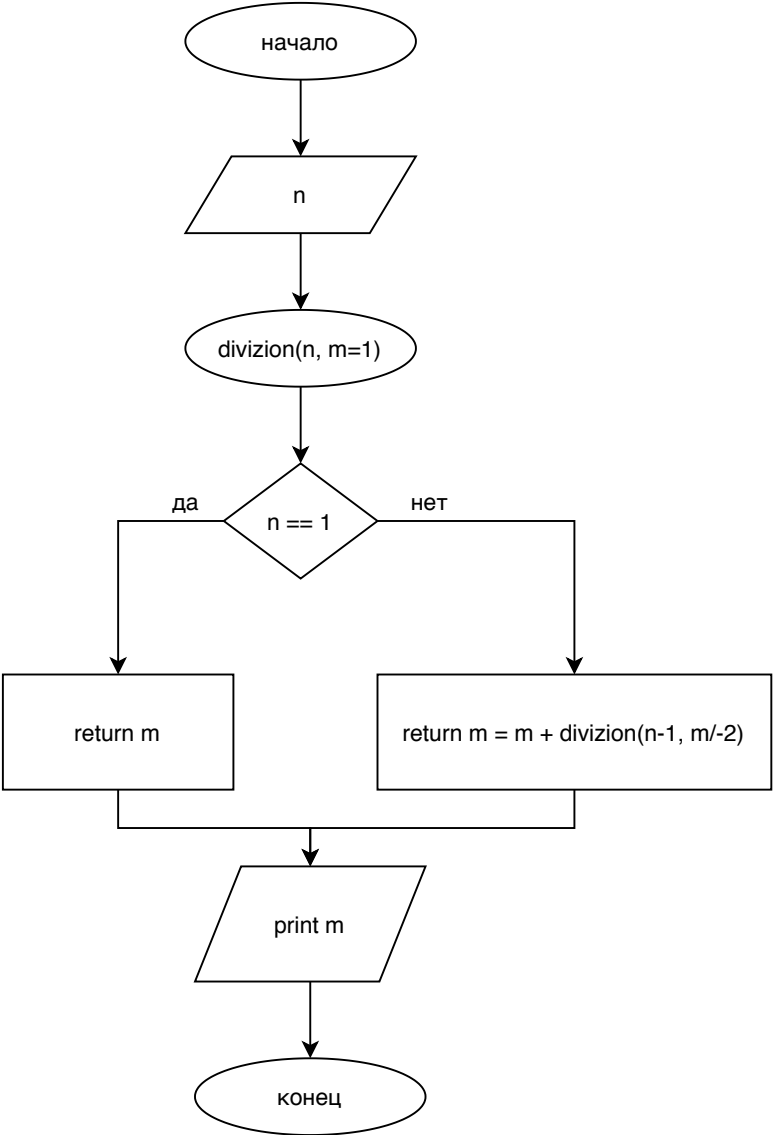 начало
n
divizion(n, m=1)
n == 1
да
нет
return m
return m = m + divizion(n-1, m/-2)
print m
конец